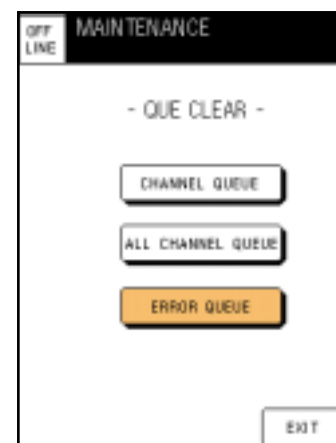 OFF
LINE
MAINTENANCE
- QUE CLEAR -
CHANNEL QUEUE
ALL CHANNEL QUEUE
ERROR QUEUE
EXIT